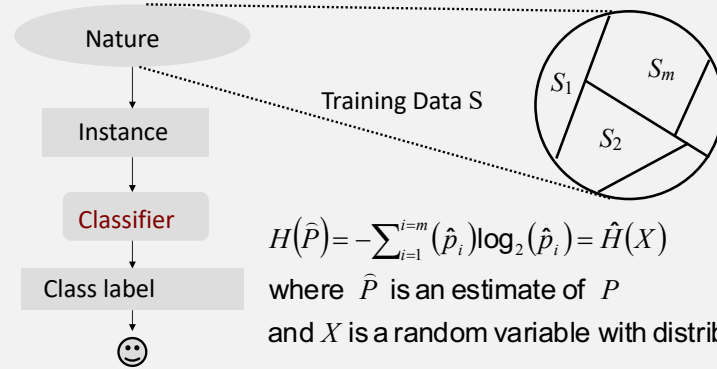 Nature
Training Data S
S₁
Sₘ
S₂
Instance
Classifier
Class label
H(P̂) = −∑ᵢ₌₁ⁱ⁼ᵐ (p̂ᵢ)log₂(p̂ᵢ) = Ĥ(X)
where P̂ is an estimate of P
and X is a random variable with